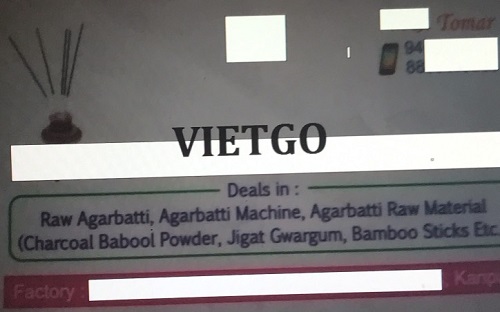 Tomar
94
88
VIETGO
Deals in :
Raw Agarbatti, Agarbatti Machine, Agarbatti Raw Material
(Charcoal Babool Powder, Jigat Gwargum, Bamboo Sticks Etc.
Factory :